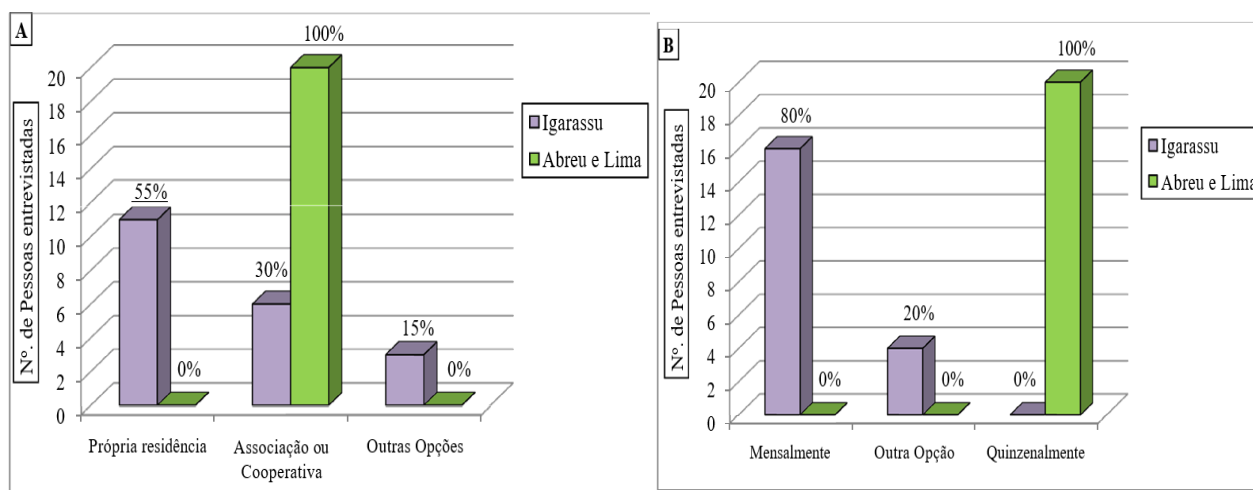 A
100%
20
18
16
14
12
10
8
6
4
2
0
Nº. de Pessoas entrevistadas
55%
0%
30%
15%
0%
Própria residência
Associação ou
Cooperativa
Outras Opções
Igarassu
Abreu e Lima
B
100%
20
18
16
14
12
10
8
6
4
2
0
Nº. de Pessoas entrevistadas
80%
0%
20%
0%
0%
Mensalmente
Outra Opção
Quinzenalmente
Igarassu
Abreu e Lima